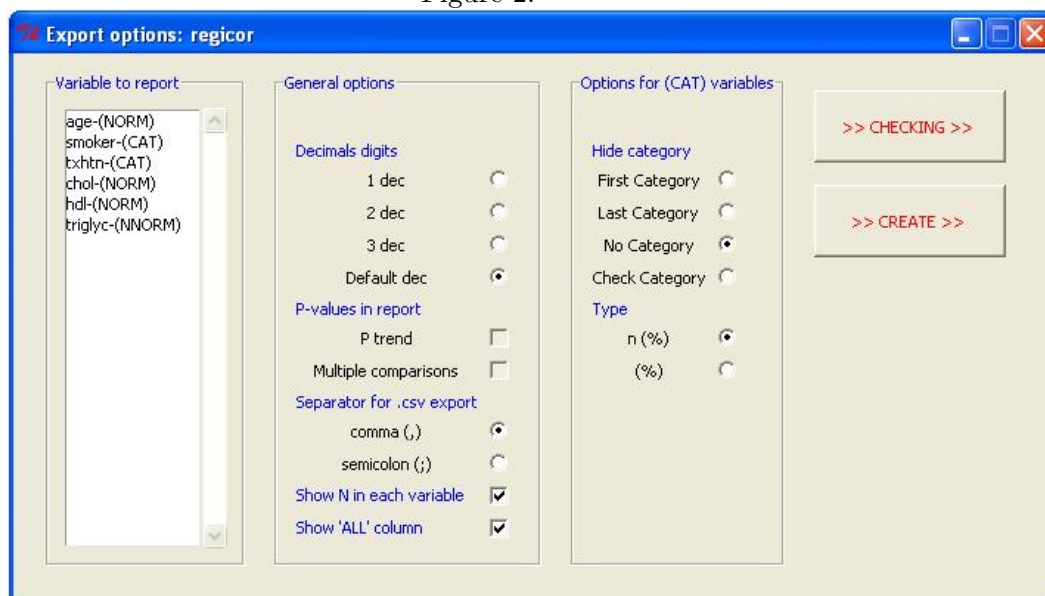 Figure 2:
Export options: regicor
Variable to report
age-(NORM)
smoker-(CAT)
txhtn-(CAT)
chol-(NORM)
hdl-(NORM)
triglyc-(NNORM)
General options
Decimals digits
1 dec
2 dec
3 dec
Default dec
P-values in report
P trend
Multiple comparisons
Separator for .csv export
comma (,)
semicolon (;)
Show N in each variable
Show 'ALL' column
Options for (CAT) variables
Hide category
First Category
Last Category
No Category
Check Category
Type
n (%)
(%)
>> CHECKING >>
>> CREATE >>